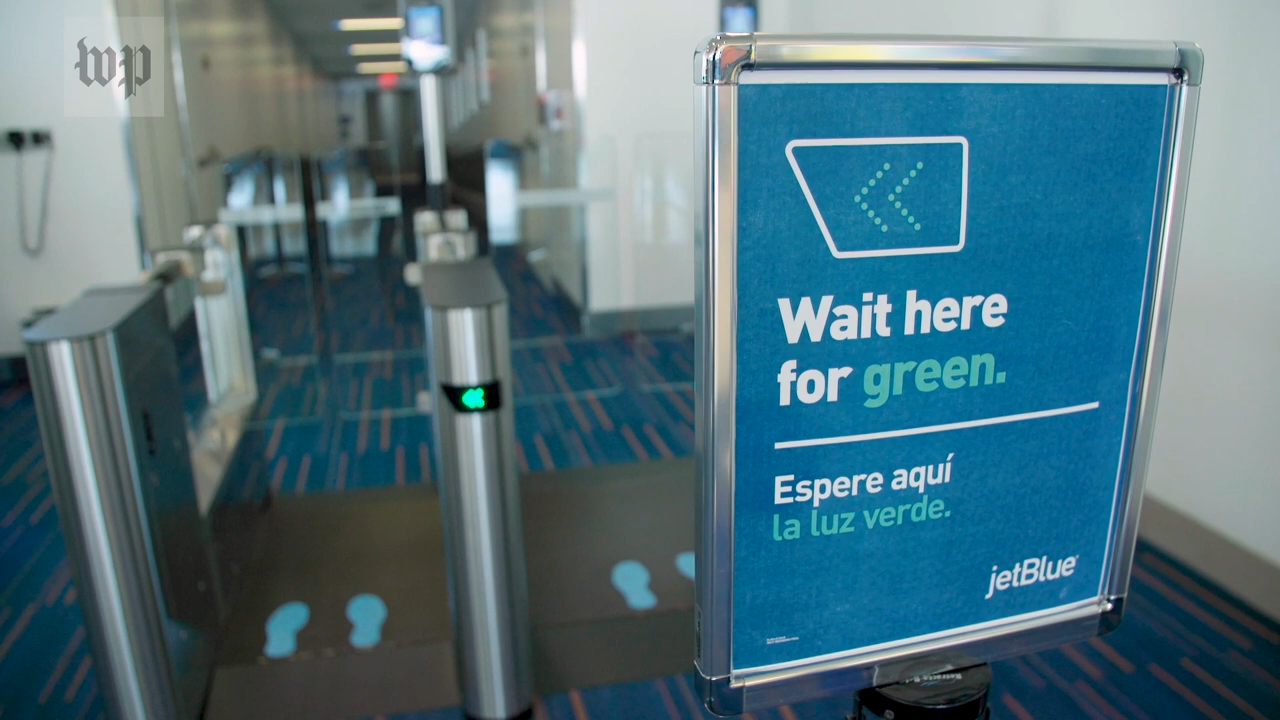 wp
Wait here
for green.
Espere aquí
la luz verde.
jetBlue